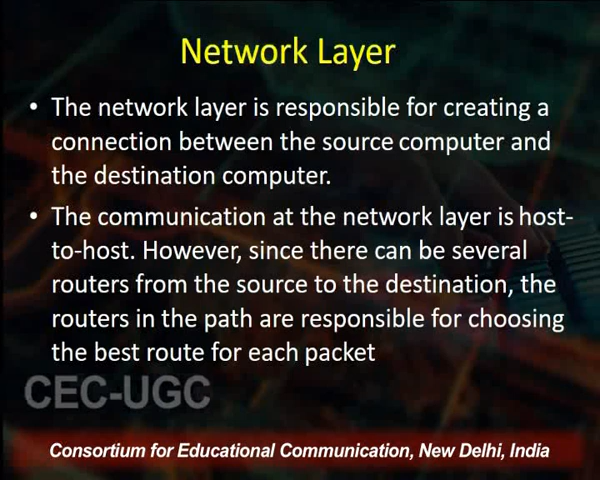 Network Layer
• The network layer is responsible for creating a
connection between the source computer and
the destination computer.
• The communication at the network layer is host-
to-host. However, since there can be several
routers from the source to the destination, the
routers in the path are responsible for choosing
the best route for each packet
CEC-UGC
Consortium for Educational Communication, New Delhi, India